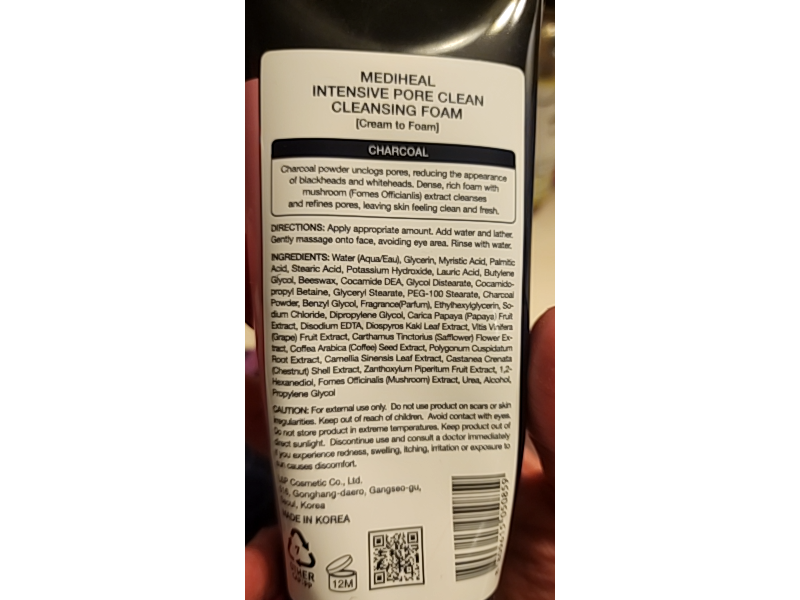 MEDIHEAL
INTENSIVE PORE CLEAN
CLEANSING FOAM
[Cream to Foam]
CHARCOAL
Charcoal powder unclogs pores, reducing the appearance
of blackheads and whiteheads. Dense, rich foam with
mushroom (Fomes Officianlis) extract cleanses
and refines pores, leaving skin feeling clean and fresh.
DIRECTIONS: Apply appropriate amount. Add water and lather.
Gently massage onto face, avoiding eye area. Rinse with water.
INGREDIENTS: Water (Aqua/Eau), Glycerin, Myristic Acid, Palmitic
Acid, Stearic Acid, Potassium Hydroxide, Lauric Acid, Butylene
Glycol, Beeswax, Cocamide DEA, Glycol Distearate, Cocamido-
propyl Betaine, Glyceryl Stearate, PEG-100 Stearate, Charcoal
Powder, Benzyl Glycol, Fragrance(Parfum), Ethylhexylglycerin, So-
dium Chloride, Dipropylene Glycol, Carica Papaya (Papaya) Fruit
Extract, Disodium EDTA, Diospyros Kaki Leaf Extract, Vitis Vinifera
(Grape) Fruit Extract, Carthamus Tinctorius (Safflower) Flower Ex-
tract, Coffea Arabica (Coffee) Seed Extract, Polygonum Cuspidatum
Root Extract, Camellia Sinensis Leaf Extract, Castanea Crenata
(Chestnut) Shell Extract, Zanthoxylum Piperitum Fruit Extract, 1,2-
Hexanediol, Fomes Officinalis (Mushroom) Extract, Urea, Alcohol,
Propylene Glycol
CAUTION: For external use only. Do not use product on scars or skin
irregularities. Keep out of reach of children. Avoid contact with eyes.
Do not store product in extreme temperatures. Keep product out of
direct sunlight. Discontinue use and consult a doctor immediately
if you experience redness, swelling, itching, irritation or exposure to
sun causes discomfort.
L&P Cosmetic Co., Ltd.
Gonghang-daero, Gangseo-gu,
Seoul, Korea
MADE IN KOREA
7
OTHER
12M